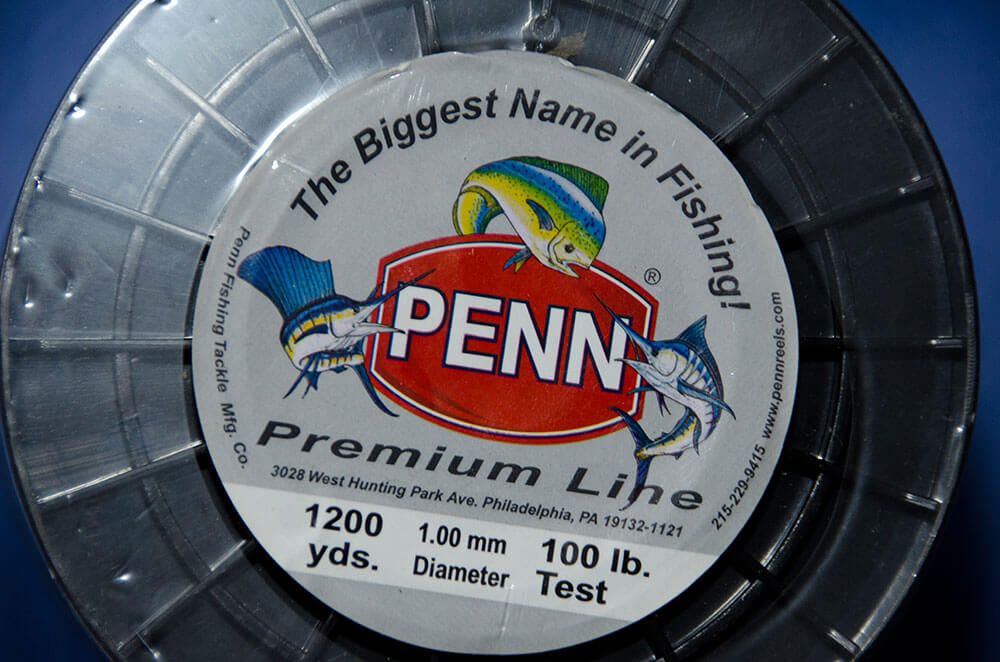 The Biggest Name in Fishing!
PENN®
Premium Line
3028 West Hunting Park Ave. Philadelphia, PA 19132-1121
Penn Fishing Tackle Mfg. Co.
215-229-9415 www.pennreels.com
1200 yds.
1.00 mm Diameter
100 lb. Test